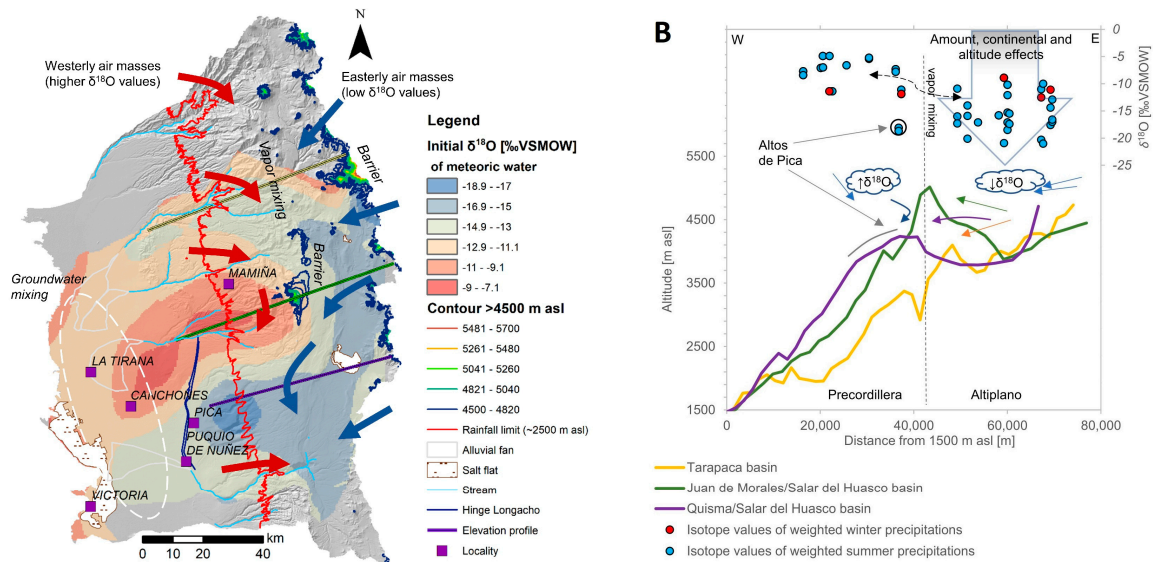 Westerly air masses
(higher δ¹⁸O values)
N
Easterly air masses
(low δ¹⁸O values)
Vapor mixing
Barrier
Barrier
Groundwater
mixing
MAMIÑA
LA TIRANA
CANCHONES
PICA
PUQUIO
DE NUÑEZ
VICTORIA
km
0 10 20 40
Legend
Initial δ¹⁸O [‰VSMOW]
of meteoric water
-18.9 - -17
-16.9 - -15
-14.9 - -13
-12.9 - -11.1
-11 - -9.1
-9 - -7.1
Contour >4500 m asl
5481 - 5700
5261 - 5480
5041 - 5260
4821 - 5040
4500 - 4820
Rainfall limit (~2500 m asl)
Alluvial fan
Salt flat
Stream
Hinge Longacho
Elevation profile
Locality
B
W
E
Amount, continental and
altitude effects
vapor mixing
Altos
de Pica
↑δ¹⁸O
↓δ¹⁸O
0
-5
-10
-15
-20
-25
δ¹⁸O [‰VSMOW]
5500
4500
3500
2500
1500
Altitude [m asl]
Precordillera
Altiplano
0 20,000 40,000 60,000 80,000
Distance from 1500 m asl [m]
Tarapaca basin
Juan de Morales/Salar del Huasco basin
Quisma/Salar del Huasco basin
Isotope values of weighted winter precipitations
Isotope values of weighted summer precipitations